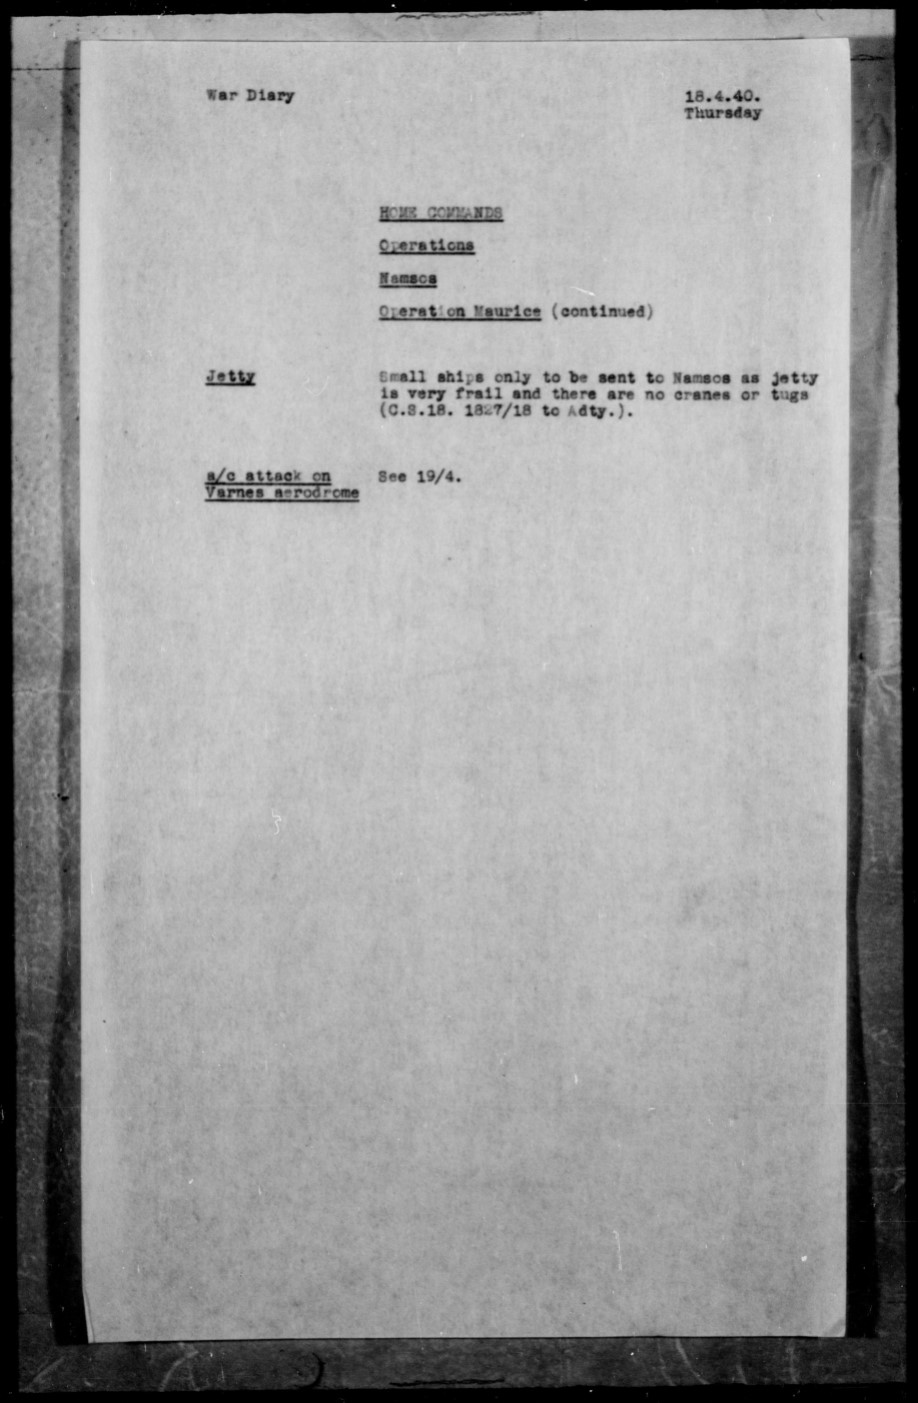 War Diary
18.4.40.
Thursday
HOME COMMANDS
Operations
Namsos
Operation Maurice (continued)
Jetty
Small ships only to be sent to Namsos as jetty
is very frail and there are no cranes or tugs
(C.S.18. 1827/18 to Adty.).
a/c attack on
Varnes aerodrome
See 19/4.